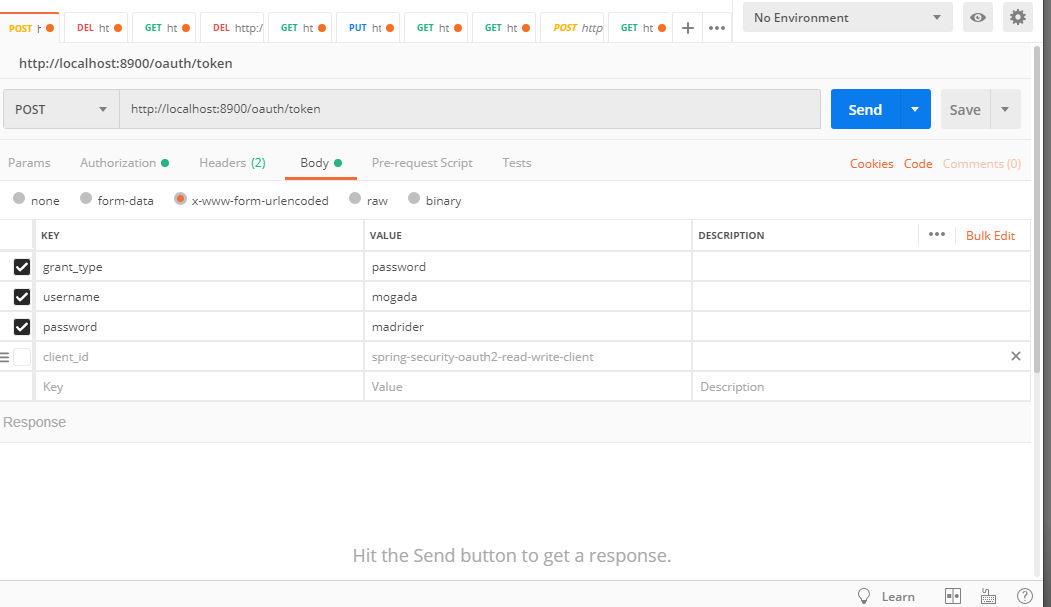 POST h DEL ht GET ht DEL http:/ GET ht PUT ht GET ht GET ht POST http GET ht + ••• No Environment
http://localhost:8900/oauth/token
POST http://localhost:8900/oauth/token Send Save
Params Authorization Headers (2) Body Pre-request Script Tests Cookies Code Comments (0)
none form-data x-www-form-urlencoded raw binary
KEY VALUE DESCRIPTION ••• Bulk Edit
grant_type password
username mogada
password madrider
client_id spring-security-oauth2-read-write-client
Key Value Description
Response
Hit the Send button to get a response.
Learn